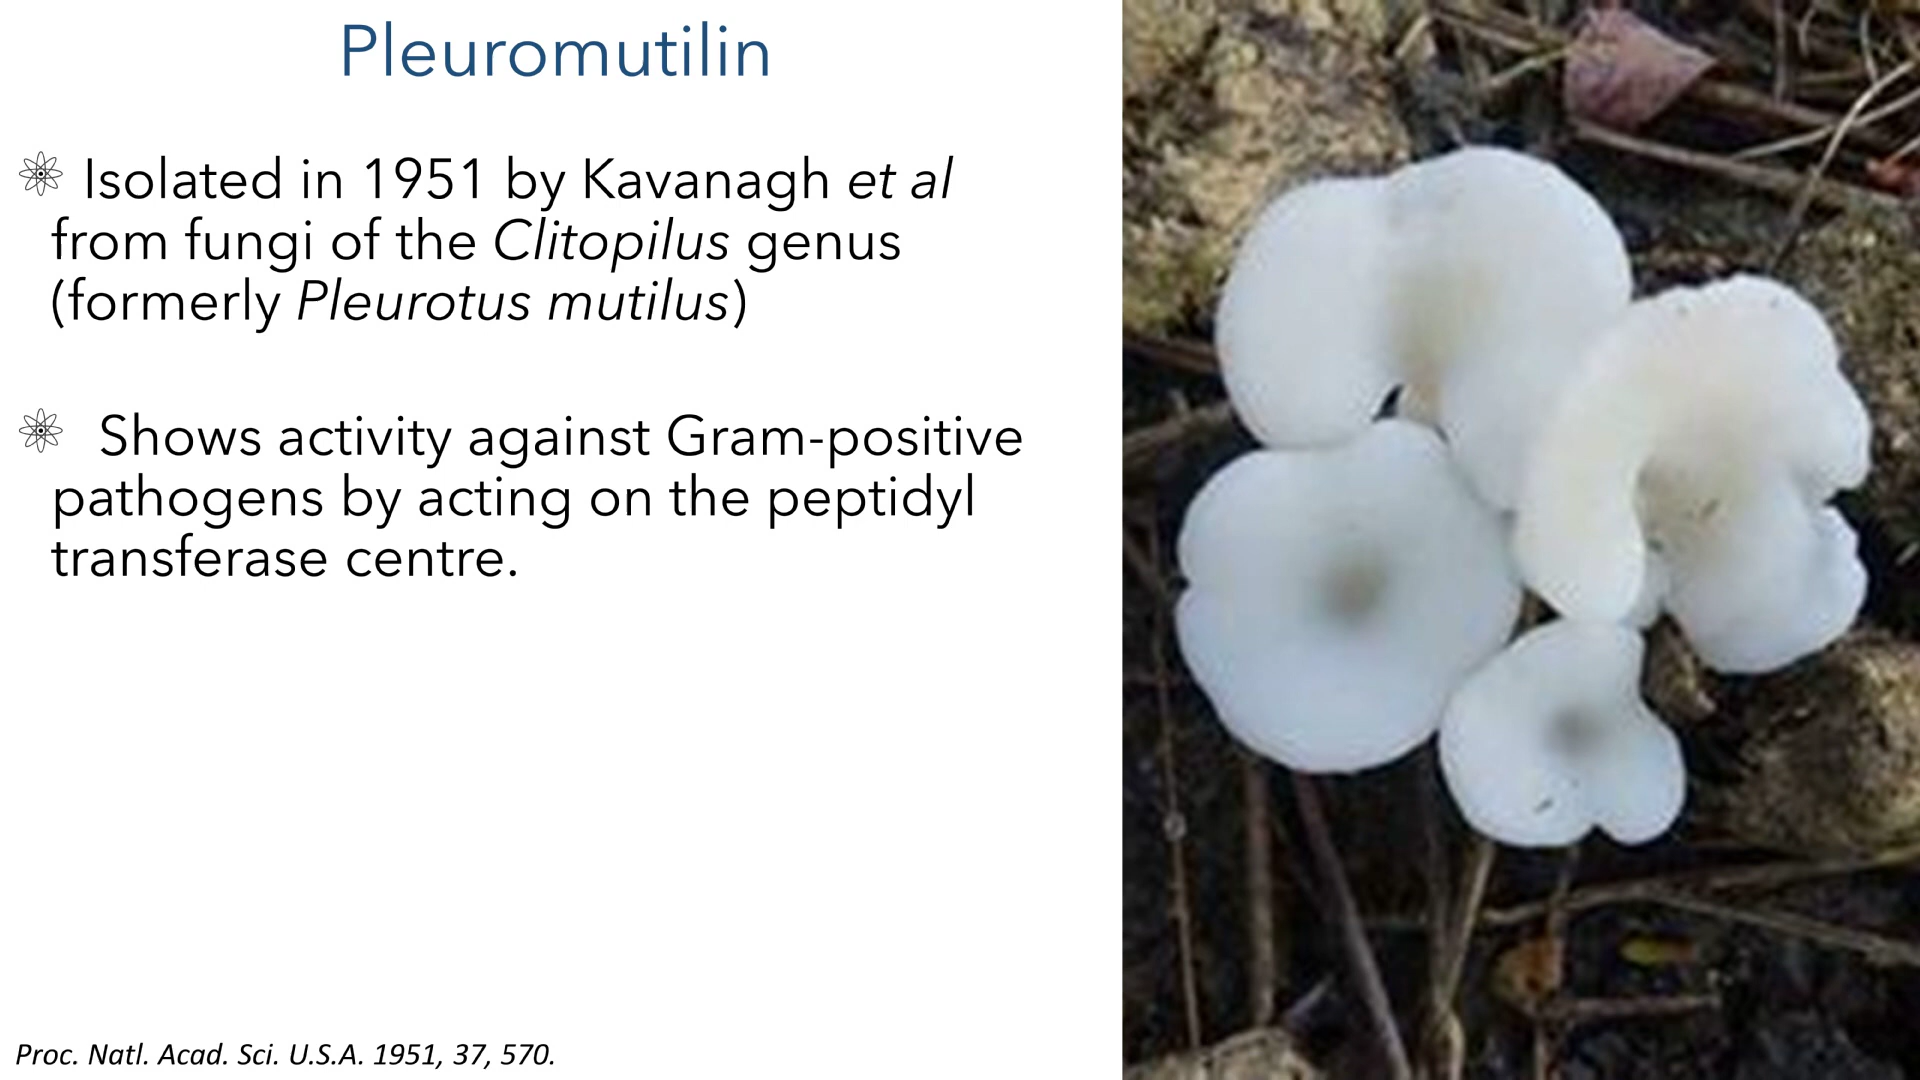 Pleuromutilin
Isolated in 1951 by Kavanagh et al
from fungi of the Clitopilus genus
(formerly Pleurotus mutilus)
Shows activity against Gram-positive
pathogens by acting on the peptidyl
transferase centre.
Proc. Natl. Acad. Sci. U.S.A. 1951, 37, 570.